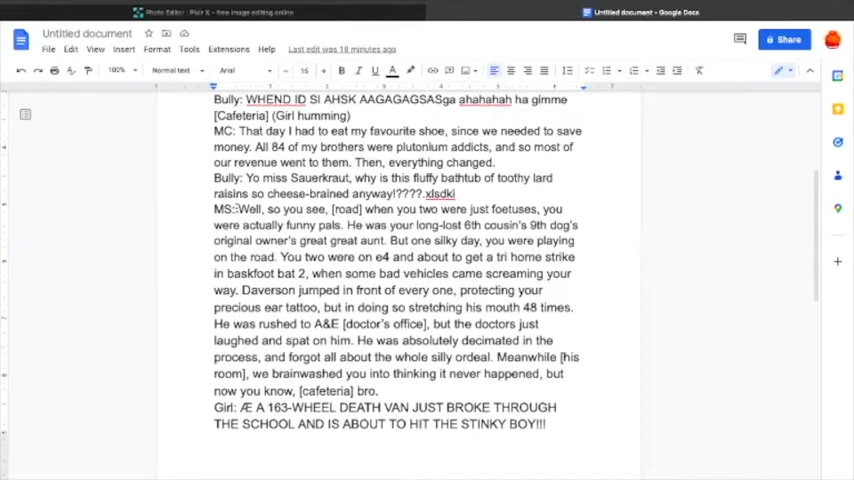 Photo Editor : Pixlr X - free image editing online
Untitled document - Google Docs
Untitled document
File Edit View Insert Format Tools Extensions Help Last edit was 18 minutes ago
Share
100% Normal text Arial 15
Bully: WHEND ID SI AHSK AAGAGAGSASga ahahahah ha gimme
[Cafeteria] (Girl humming)
MC: That day I had to eat my favourite shoe, since we needed to save
money. All 84 of my brothers were plutonium addicts, and so most of
our revenue went to them. Then, everything changed.
Bully: Yo miss Sauerkraut, why is this fluffy bathtub of toothy lard
raisins so cheese-brained anyway!????.xlsdki
MS::Well, so you see, [road] when you two were just foetuses, you
were actually funny pals. He was your long-lost 6th cousin's 9th dog's
original owner's great great aunt. But one silky day, you were playing
on the road. You two were on e4 and about to get a tri home strike
in baskfoot bat 2, when some bad vehicles came screaming your
way. Daverson jumped in front of every one, protecting your
precious ear tattoo, but in doing so stretching his mouth 48 times.
He was rushed to A&E [doctor's office], but the doctors just
laughed and spat on him. He was absolutely decimated in the
process, and forgot all about the whole silly ordeal. Meanwhile [his
room], we brainwashed you into thinking it never happened, but
now you know, [cafeteria] bro.
Girl: Æ A 163-WHEEL DEATH VAN JUST BROKE THROUGH
THE SCHOOL AND IS ABOUT TO HIT THE STINKY BOY!!!